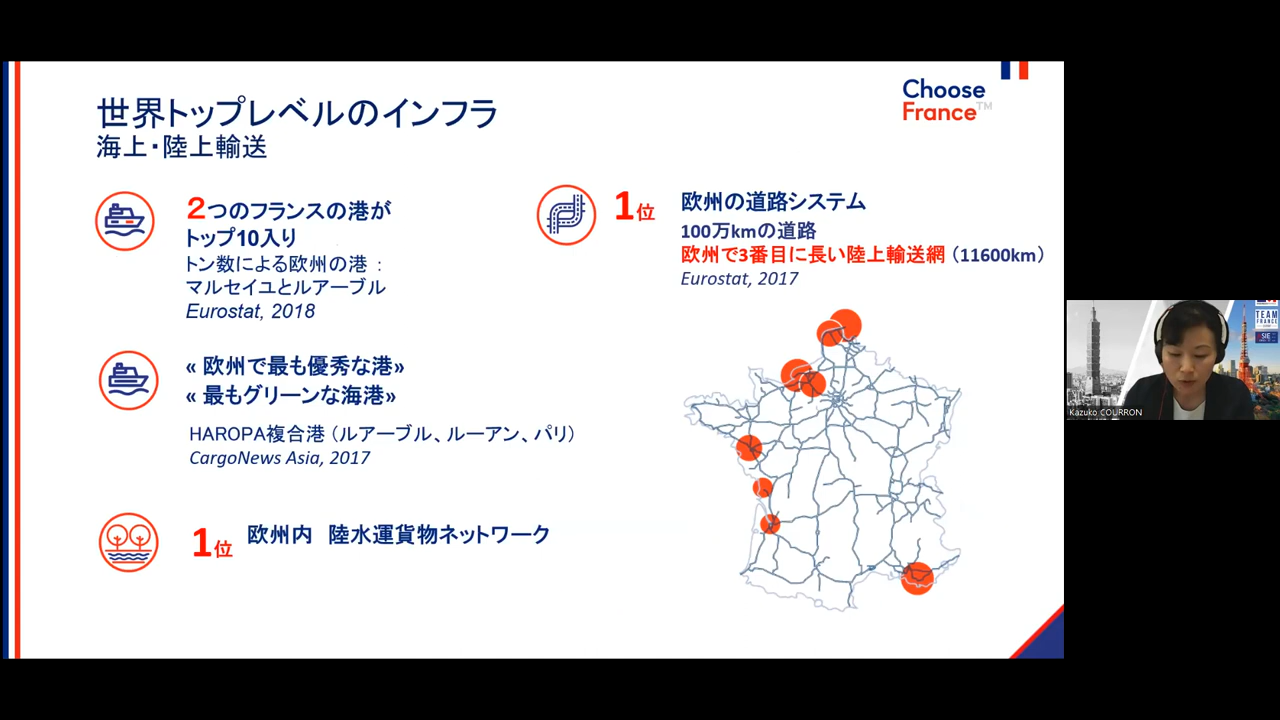 世界トップレベルのインフラ
海上・陸上輸送
Choose
France™
2つのフランスの港が
トップ10入り
トン数による欧州の港 ：
マルセイユとルアーブル
Eurostat, 2018
« 欧州で最も優秀な港»
« 最もグリーンな海港»
HAROPA複合港（ルアーブル、ルーアン、パリ）
CargoNews Asia, 2017
1位 欧州内 陸水運貨物ネットワーク
1位 欧州の道路システム
100万kmの道路
欧州で3番目に長い陸上輸送網（11600km）
Eurostat, 2017
TEAM
FRANCE
Kazuko COURRON